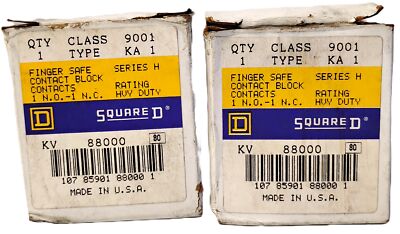 QTY CLASS 9001
1 TYPE KA 1
FINGER SAFE SERIES H
CONTACT BLOCK
CONTACTS RATING
1 N.O.-1 N.C. HVY DUTY
D SQUARE D®
KV 88000 80
107 85901 88000 1
MADE IN U.S.A.
QTY CLASS 9001
1 TYPE KA 1
FINGER SAFE SERIES H
CONTACT BLOCK
CONTACTS RATING
1 N.O.-1 N.C. HVY DUTY
D SQUARE D®
KV 88000 80
107 85901 88000 1
MADE IN U.S.A.